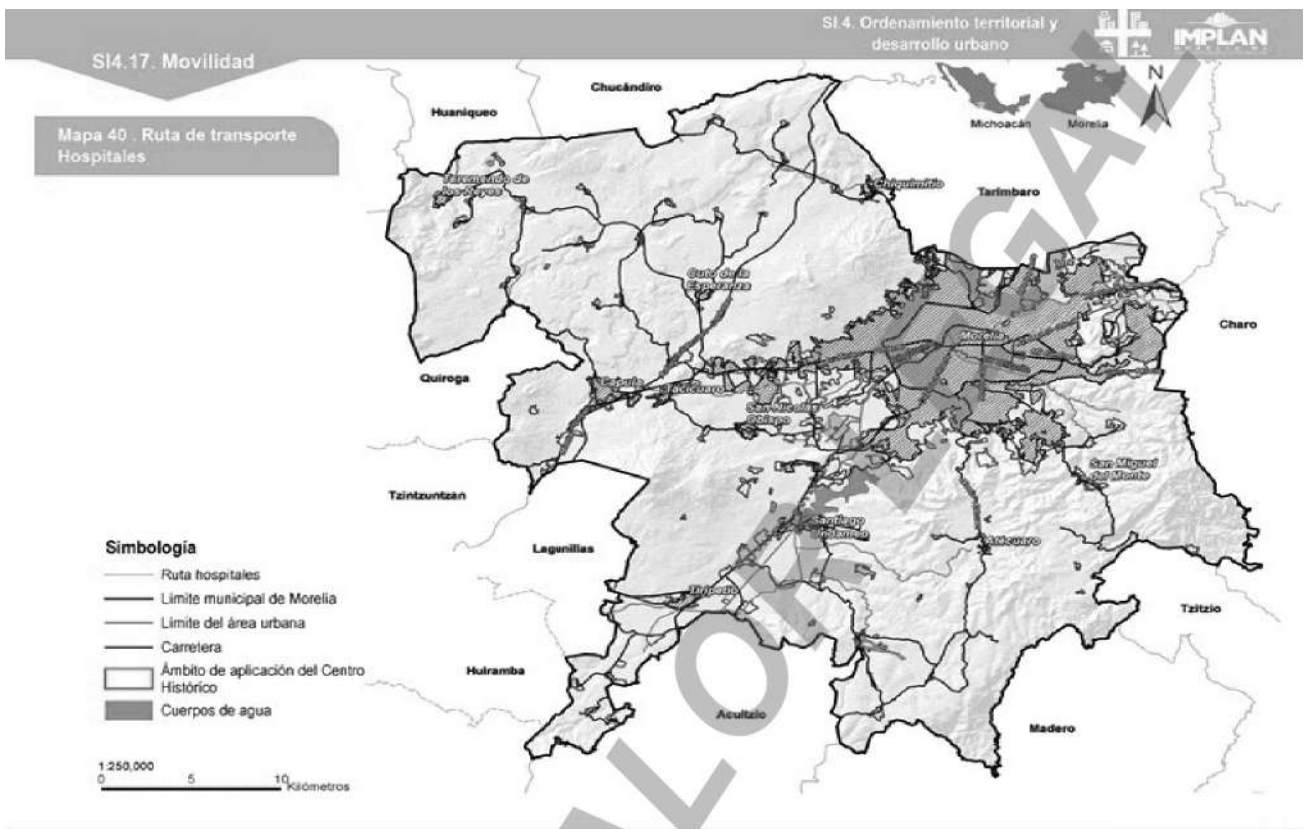 SI.4. Ordenamiento territorial y
desarrollo urbano
IMPLAN
SI4.17. Movilidad
Mapa 40 . Ruta de transporte
Hospitales
Michoacán
Morelia
N
Chucándiro
Huaniqueo
Teremendo de
los Reyes
Chiquimitío
Tarímbaro
Cuto de la
Esperanza
Morelia
Charo
Quiroga
Capula
Tacícuaro
San Nicolás
Obispo
San Miguel
del Monte
Tzintzuntzan
Santiago
Undameo
Atécuaro
Lagunillas
Tiripetío
Tzitzio
Huiramba
Acuitzio
Madero
Simbología
Ruta hospitales
Limite municipal de Morelia
Limite del área urbana
Carretera
Ámbito de aplicación del Centro
Histórico
Cuerpos de agua
1:250,000
0 5 10 Kilómetros